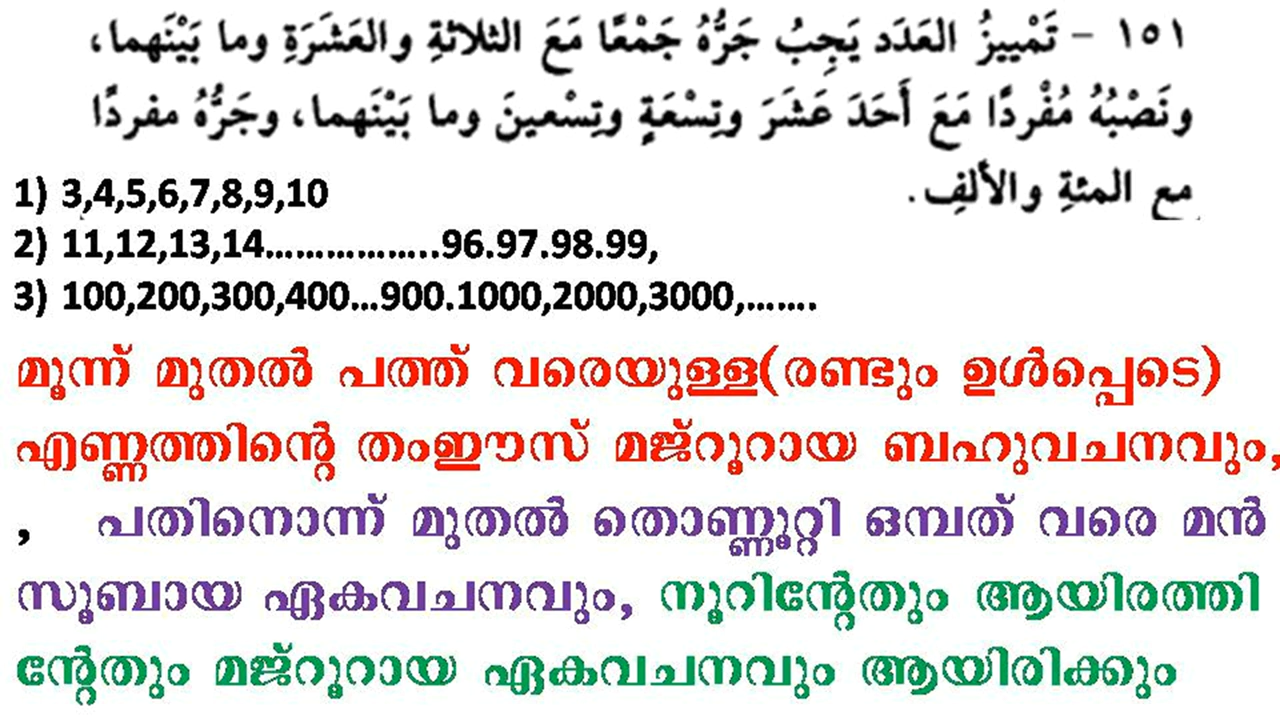 ١٥١ - تَمْييزُ العَدَد يَجِبُ جَرُّهُ جَمْعًا مَعَ الثلاثةِ والعَشَرَةِ وما بَيْنَهما،
ونَصْبُهُ مُفْردًا مَعَ أَحَدَ عَشَرَ وتِسْعَةٍ وتِسْعينَ وما بَيْنَهما، وجَرُّهُ مفردًا
مع المئةِ والألفِ.
1) 3,4,5,6,7,8,9,10
2) 11,12,13,14................96.97.98.99,
3) 100,200,300,400...900.1000,2000,3000,.......
മൂന്ന് മുതൽ പത്ത് വരെയുള്ള(രണ്ടും ഉൾപ്പെടെ)
എണ്ണത്തിന്റെ തംഈസ് മജ്റൂറായ ബഹുവചനവും,
, പതിനൊന്ന് മുതൽ തൊണ്ണൂറ്റി ഒമ്പത് വരെ മൻ
സൂബായ ഏകവചനവും, നൂറിന്റേതും ആയിരത്തി
ന്റേതും മജ്റൂറായ ഏകവചനവും ആയിരിക്കും